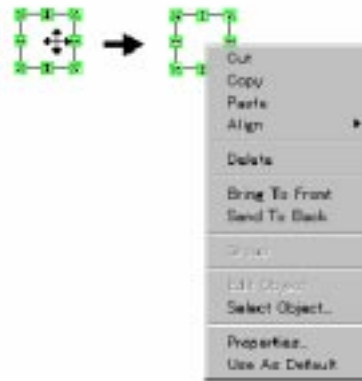 Cut
Copy
Paste
Align
Delete
Bring To Front
Send To Back
Group
Edit Object
Select Object...
Properties...
Use As Default